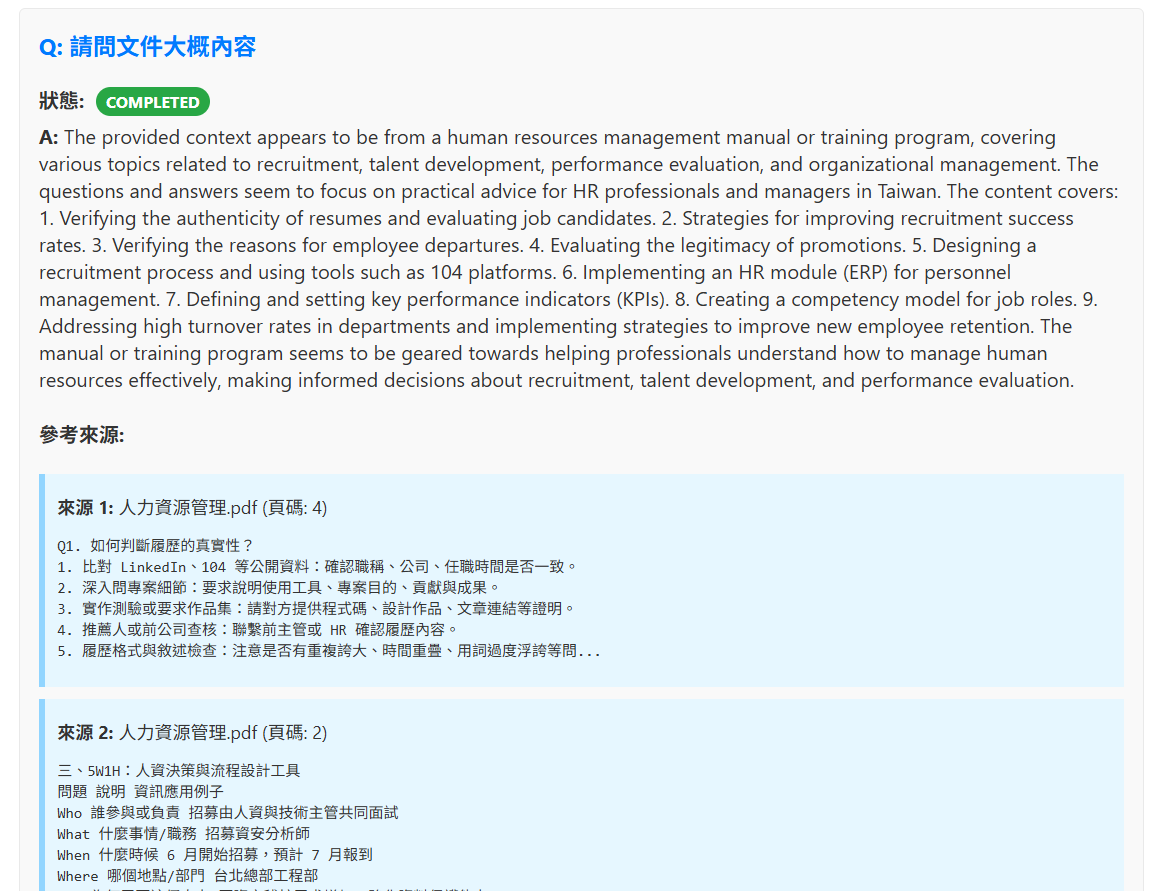 Q: 請問文件大概內容
狀態: COMPLETED
A: The provided context appears to be from a human resources management manual or training program, covering
various topics related to recruitment, talent development, performance evaluation, and organizational management. The
questions and answers seem to focus on practical advice for HR professionals and managers in Taiwan. The content covers:
1. Verifying the authenticity of resumes and evaluating job candidates. 2. Strategies for improving recruitment success
rates. 3. Verifying the reasons for employee departures. 4. Evaluating the legitimacy of promotions. 5. Designing a
recruitment process and using tools such as 104 platforms. 6. Implementing an HR module (ERP) for personnel
management. 7. Defining and setting key performance indicators (KPIs). 8. Creating a competency model for job roles. 9.
Addressing high turnover rates in departments and implementing strategies to improve new employee retention. The
manual or training program seems to be geared towards helping professionals understand how to manage human
resources effectively, making informed decisions about recruitment, talent development, and performance evaluation.
參考來源:
來源 1: 人力資源管理.pdf (頁碼: 4)
Q1. 如何判斷履歷的真實性？
1. 比對 LinkedIn、104 等公開資料：確認職稱、公司、任職時間是否一致。
2. 深入問專案細節：要求說明使用工具、專案目的、貢獻與成果。
3. 實作測驗或要求作品集：請對方提供程式碼、設計作品、文章連結等證明。
4. 推薦人或前公司查核：聯繫前主管或 HR 確認履歷內容。
5. 履歷格式與敘述檢查：注意是否有重複誇大、時間重疊、用詞過度浮誇等問...
來源 2: 人力資源管理.pdf (頁碼: 2)
三、5W1H：人資決策與流程設計工具
問題 說明 資訊應用例子
Who 誰參與或負責 招募由人資與技術主管共同面試
What 什麼事情/職務 招募資安分析師
When 什麼時候 6 月開始招募，預計 7 月報到
Where 哪個地點/部門 台北總部工程部